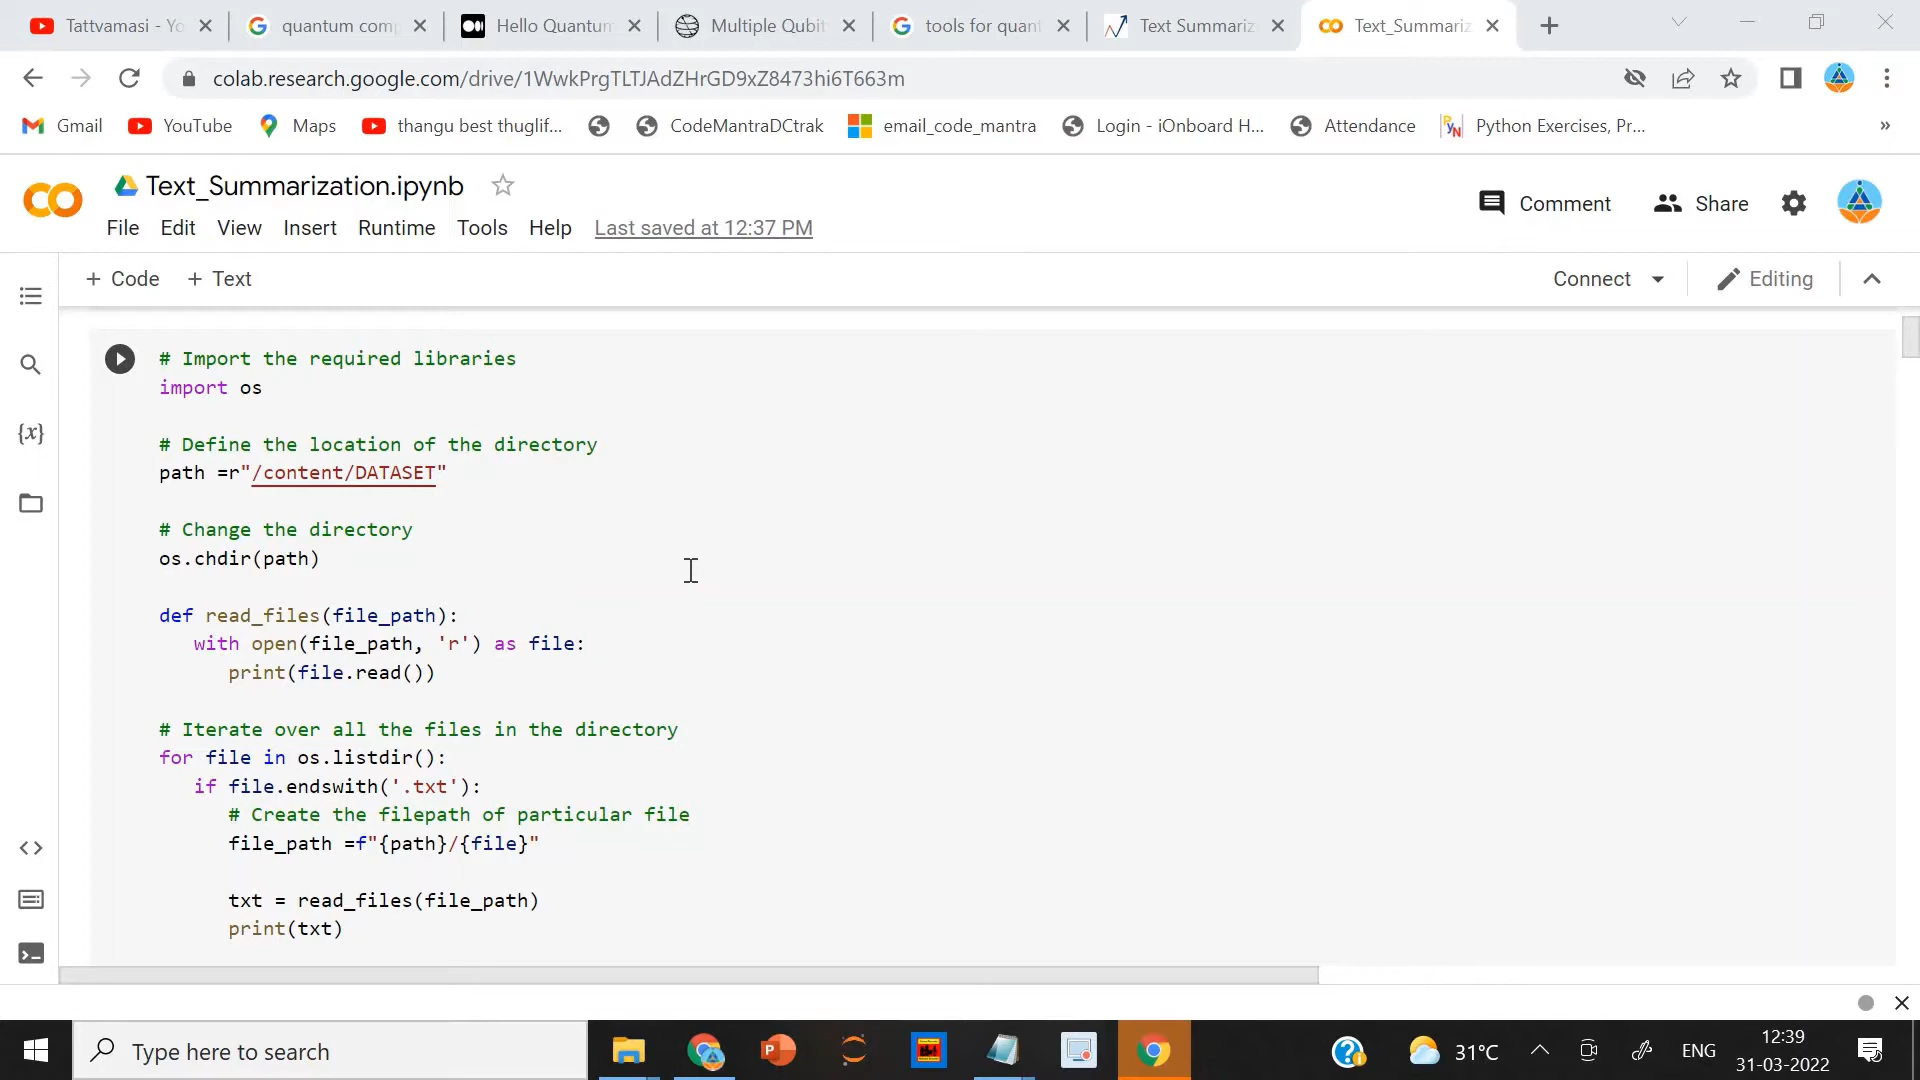 Tattvamasi - Yo
quantum comp
Hello Quantum
Multiple Qubit
tools for quant
Text Summariz
Text_Summariz
colab.research.google.com/drive/1WwkPrgTLTJAdZHrGD9xZ8473hi6T663m
Gmail
YouTube
Maps
thangu best thuglif...
CodeMantraDCtrak
email_code_mantra
Login - iOnboard H...
Attendance
Python Exercises, Pr...
»
Text_Summarization.ipynb
Comment
Share
File Edit View Insert Runtime Tools Help Last saved at 12:37 PM
+ Code + Text
Connect
Editing
# Import the required libraries
import os
# Define the location of the directory
path =r"/content/DATASET"
# Change the directory
os.chdir(path)
def read_files(file_path):
with open(file_path, 'r') as file:
print(file.read())
# Iterate over all the files in the directory
for file in os.listdir():
if file.endswith('.txt'):
# Create the filepath of particular file
file_path =f"{path}/{file}"
txt = read_files(file_path)
print(txt)
Type here to search
31°C
ENG
12:39
31-03-2022